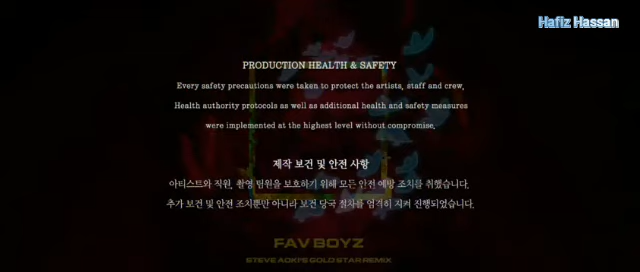 Hafiz Hassan
PRODUCTION HEALTH & SAFETY
Every safety precautions were taken to protect the artists, staff and crew.
Health authority protocols as well as additional health and safety measures
were implemented at the highest level without compromise.
제작 보건 및 안전 사항
아티스트와 직원, 촬영 팀원을 보호하기 위해 모든 안전 예방 조치를 취했습니다.
추가 보건 및 안전 조치뿐만 아니라 보건 당국 절차를 엄격히 지켜 진행되었습니다.
FAV BOYZ
STEVE AOKI'S GOLD STAR REMIX